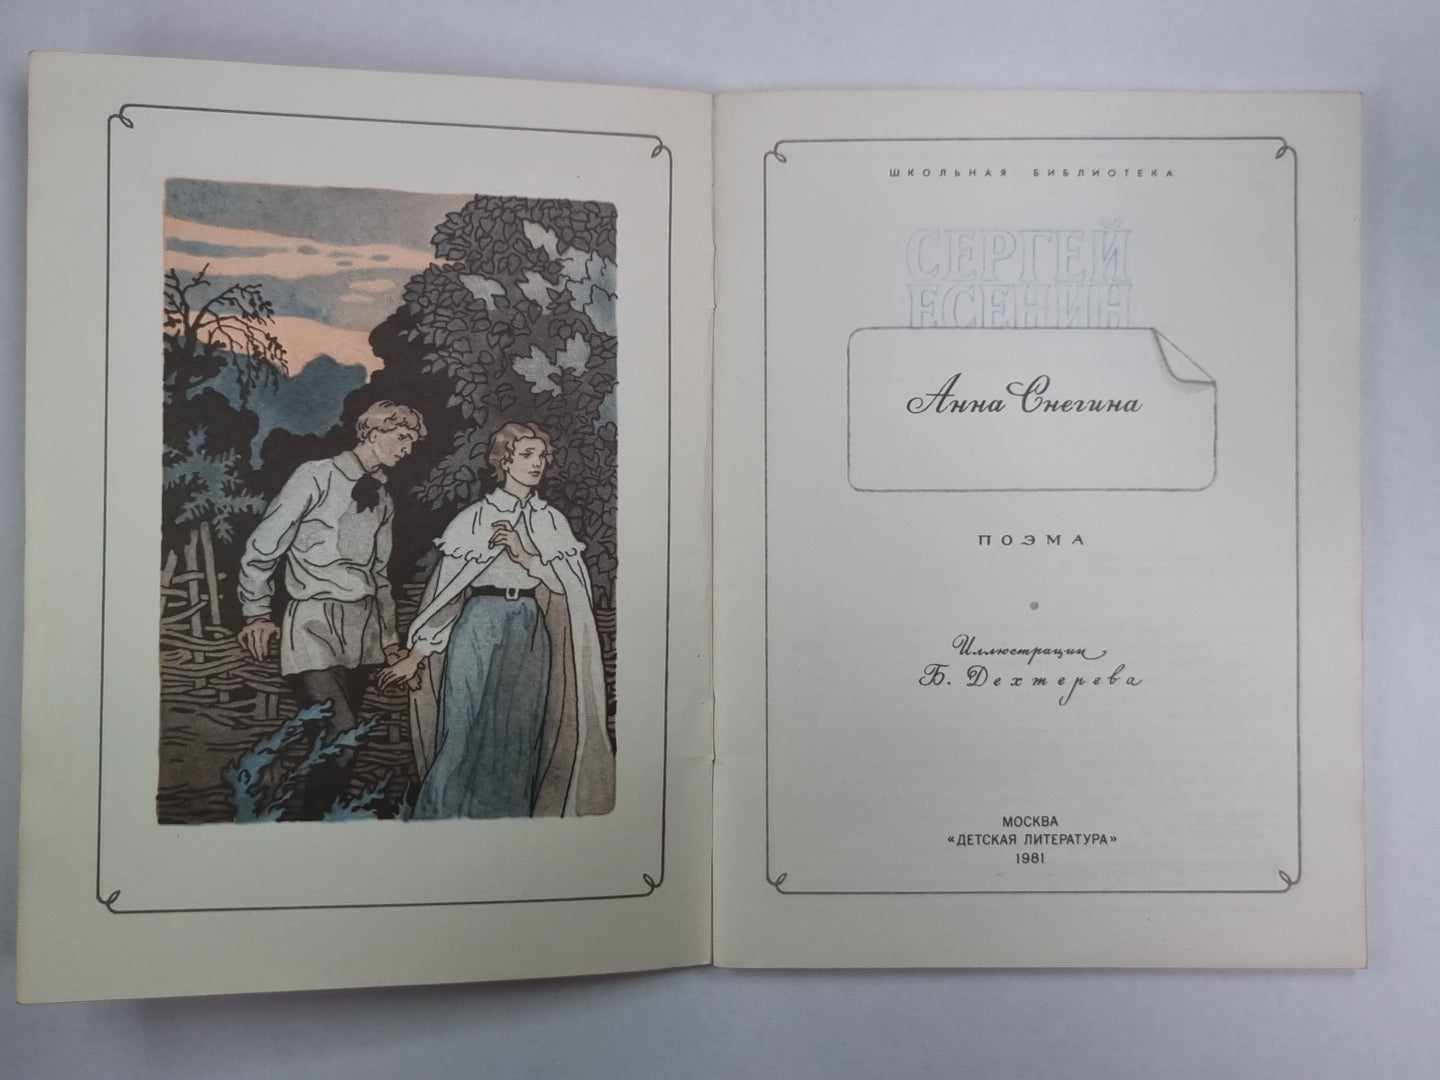 ШКОЛЬНАЯ БИБЛИОТЕКА
СЕРГЕЙ
ЕСЕНИН
Анна Снегина
ПОЭМА
Иллюстрации
Б. Дехтерева
МОСКВА
«ДЕТСКАЯ ЛИТЕРАТУРА»
1981